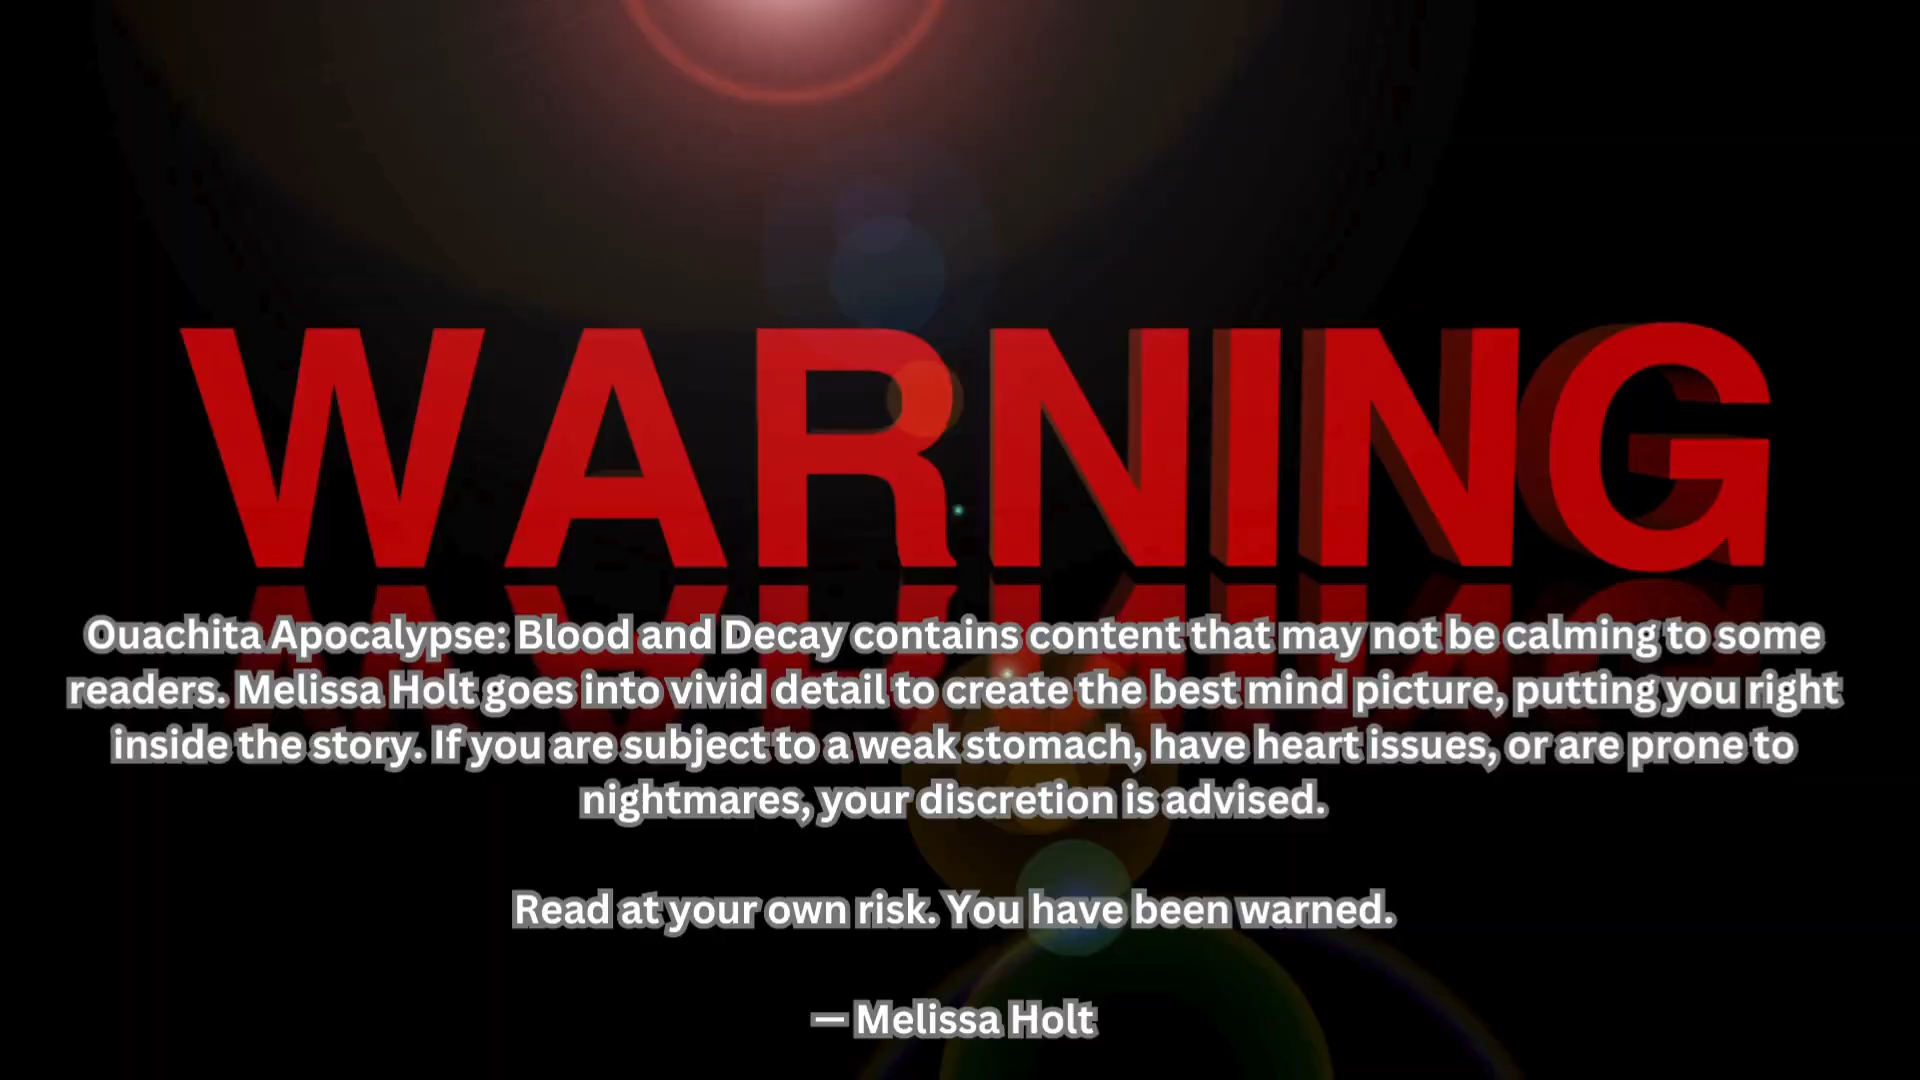 WARNING
Ouachita Apocalypse: Blood and Decay contains content that may not be calming to some
readers. Melissa Holt goes into vivid detail to create the best mind picture, putting you right
inside the story. If you are subject to a weak stomach, have heart issues, or are prone to
nightmares, your discretion is advised.
Read at your own risk. You have been warned.
— Melissa Holt